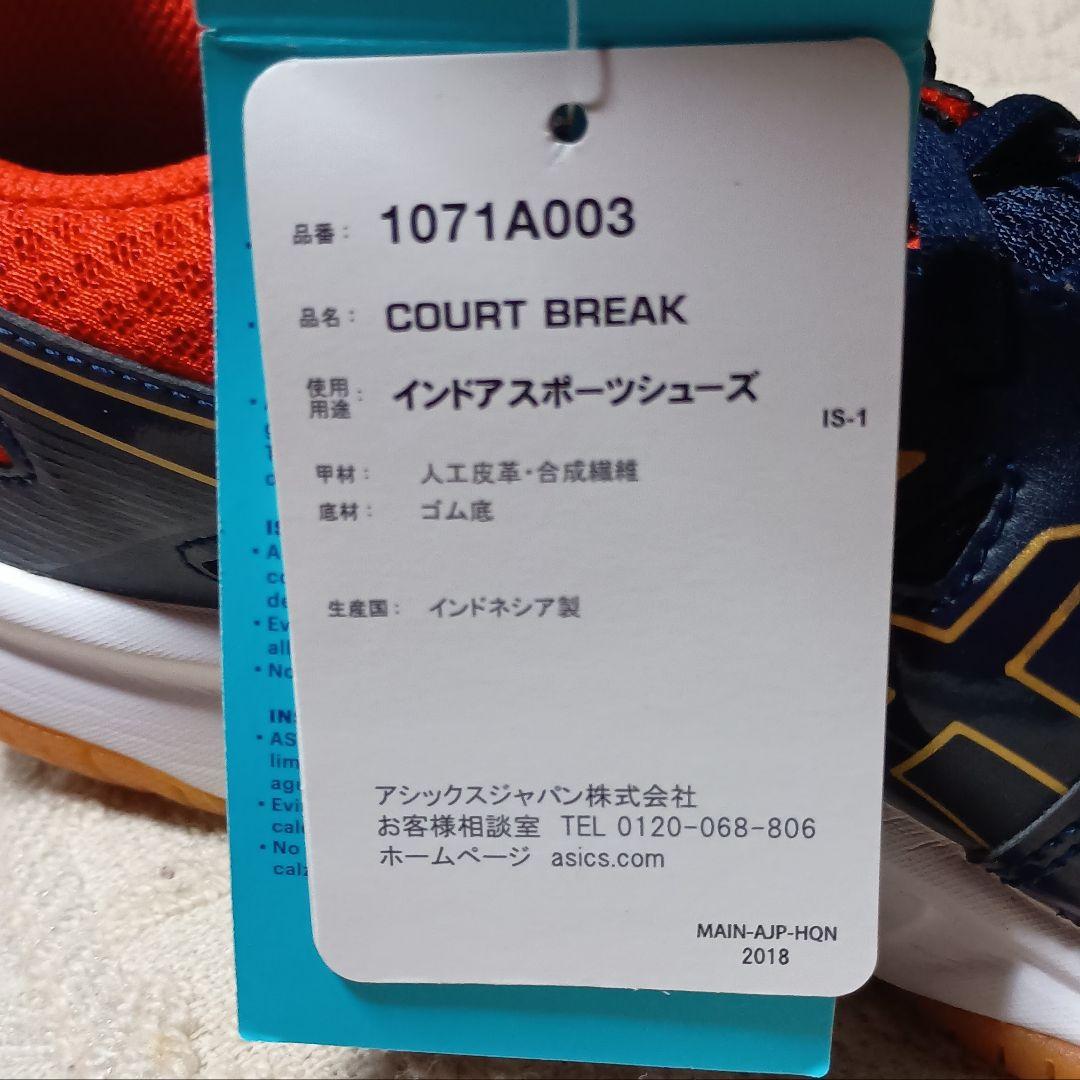 品番： 1071A003
品名： COURT BREAK
使用用途： インドアスポーツシューズ
IS-1
甲材： 人工皮革・合成繊維
底材： ゴム底
生産国： インドネシア製
アシックスジャパン株式会社
お客様相談室 TEL 0120-068-806
ホームページ asics.com
MAIN-AJP-HQN
2018
• No
• AS
• No